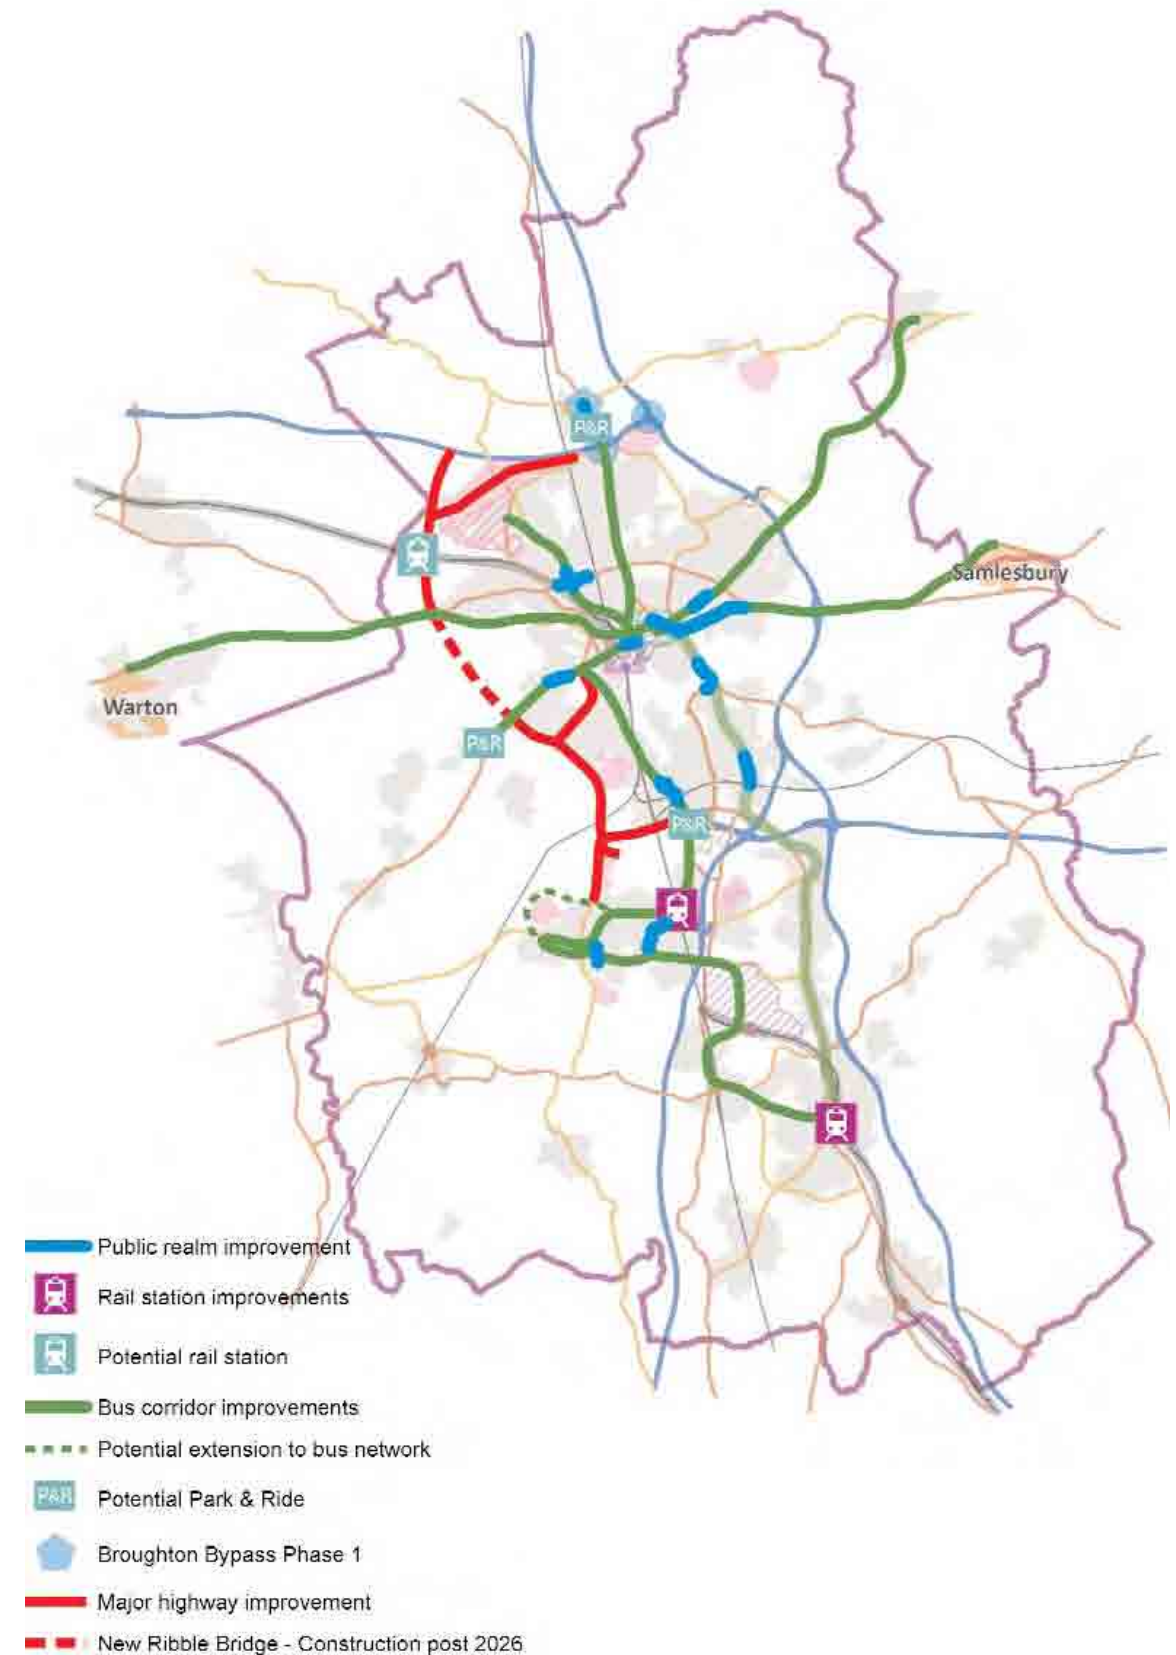 P&R
Samlesbury
Warton
P&R
P&R
Public realm improvement
Rail station improvements
Potential rail station
Bus corridor improvements
Potential extension to bus network
P&R Potential Park & Ride
Broughton Bypass Phase 1
Major highway improvement
New Ribble Bridge - Construction post 2026